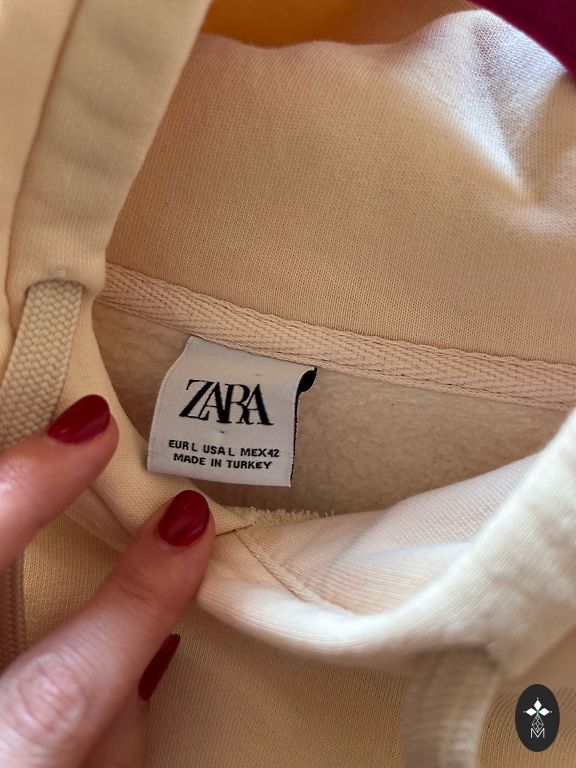 ZARA
EUR L USA L MEX 42
MADE IN TURKEY
M